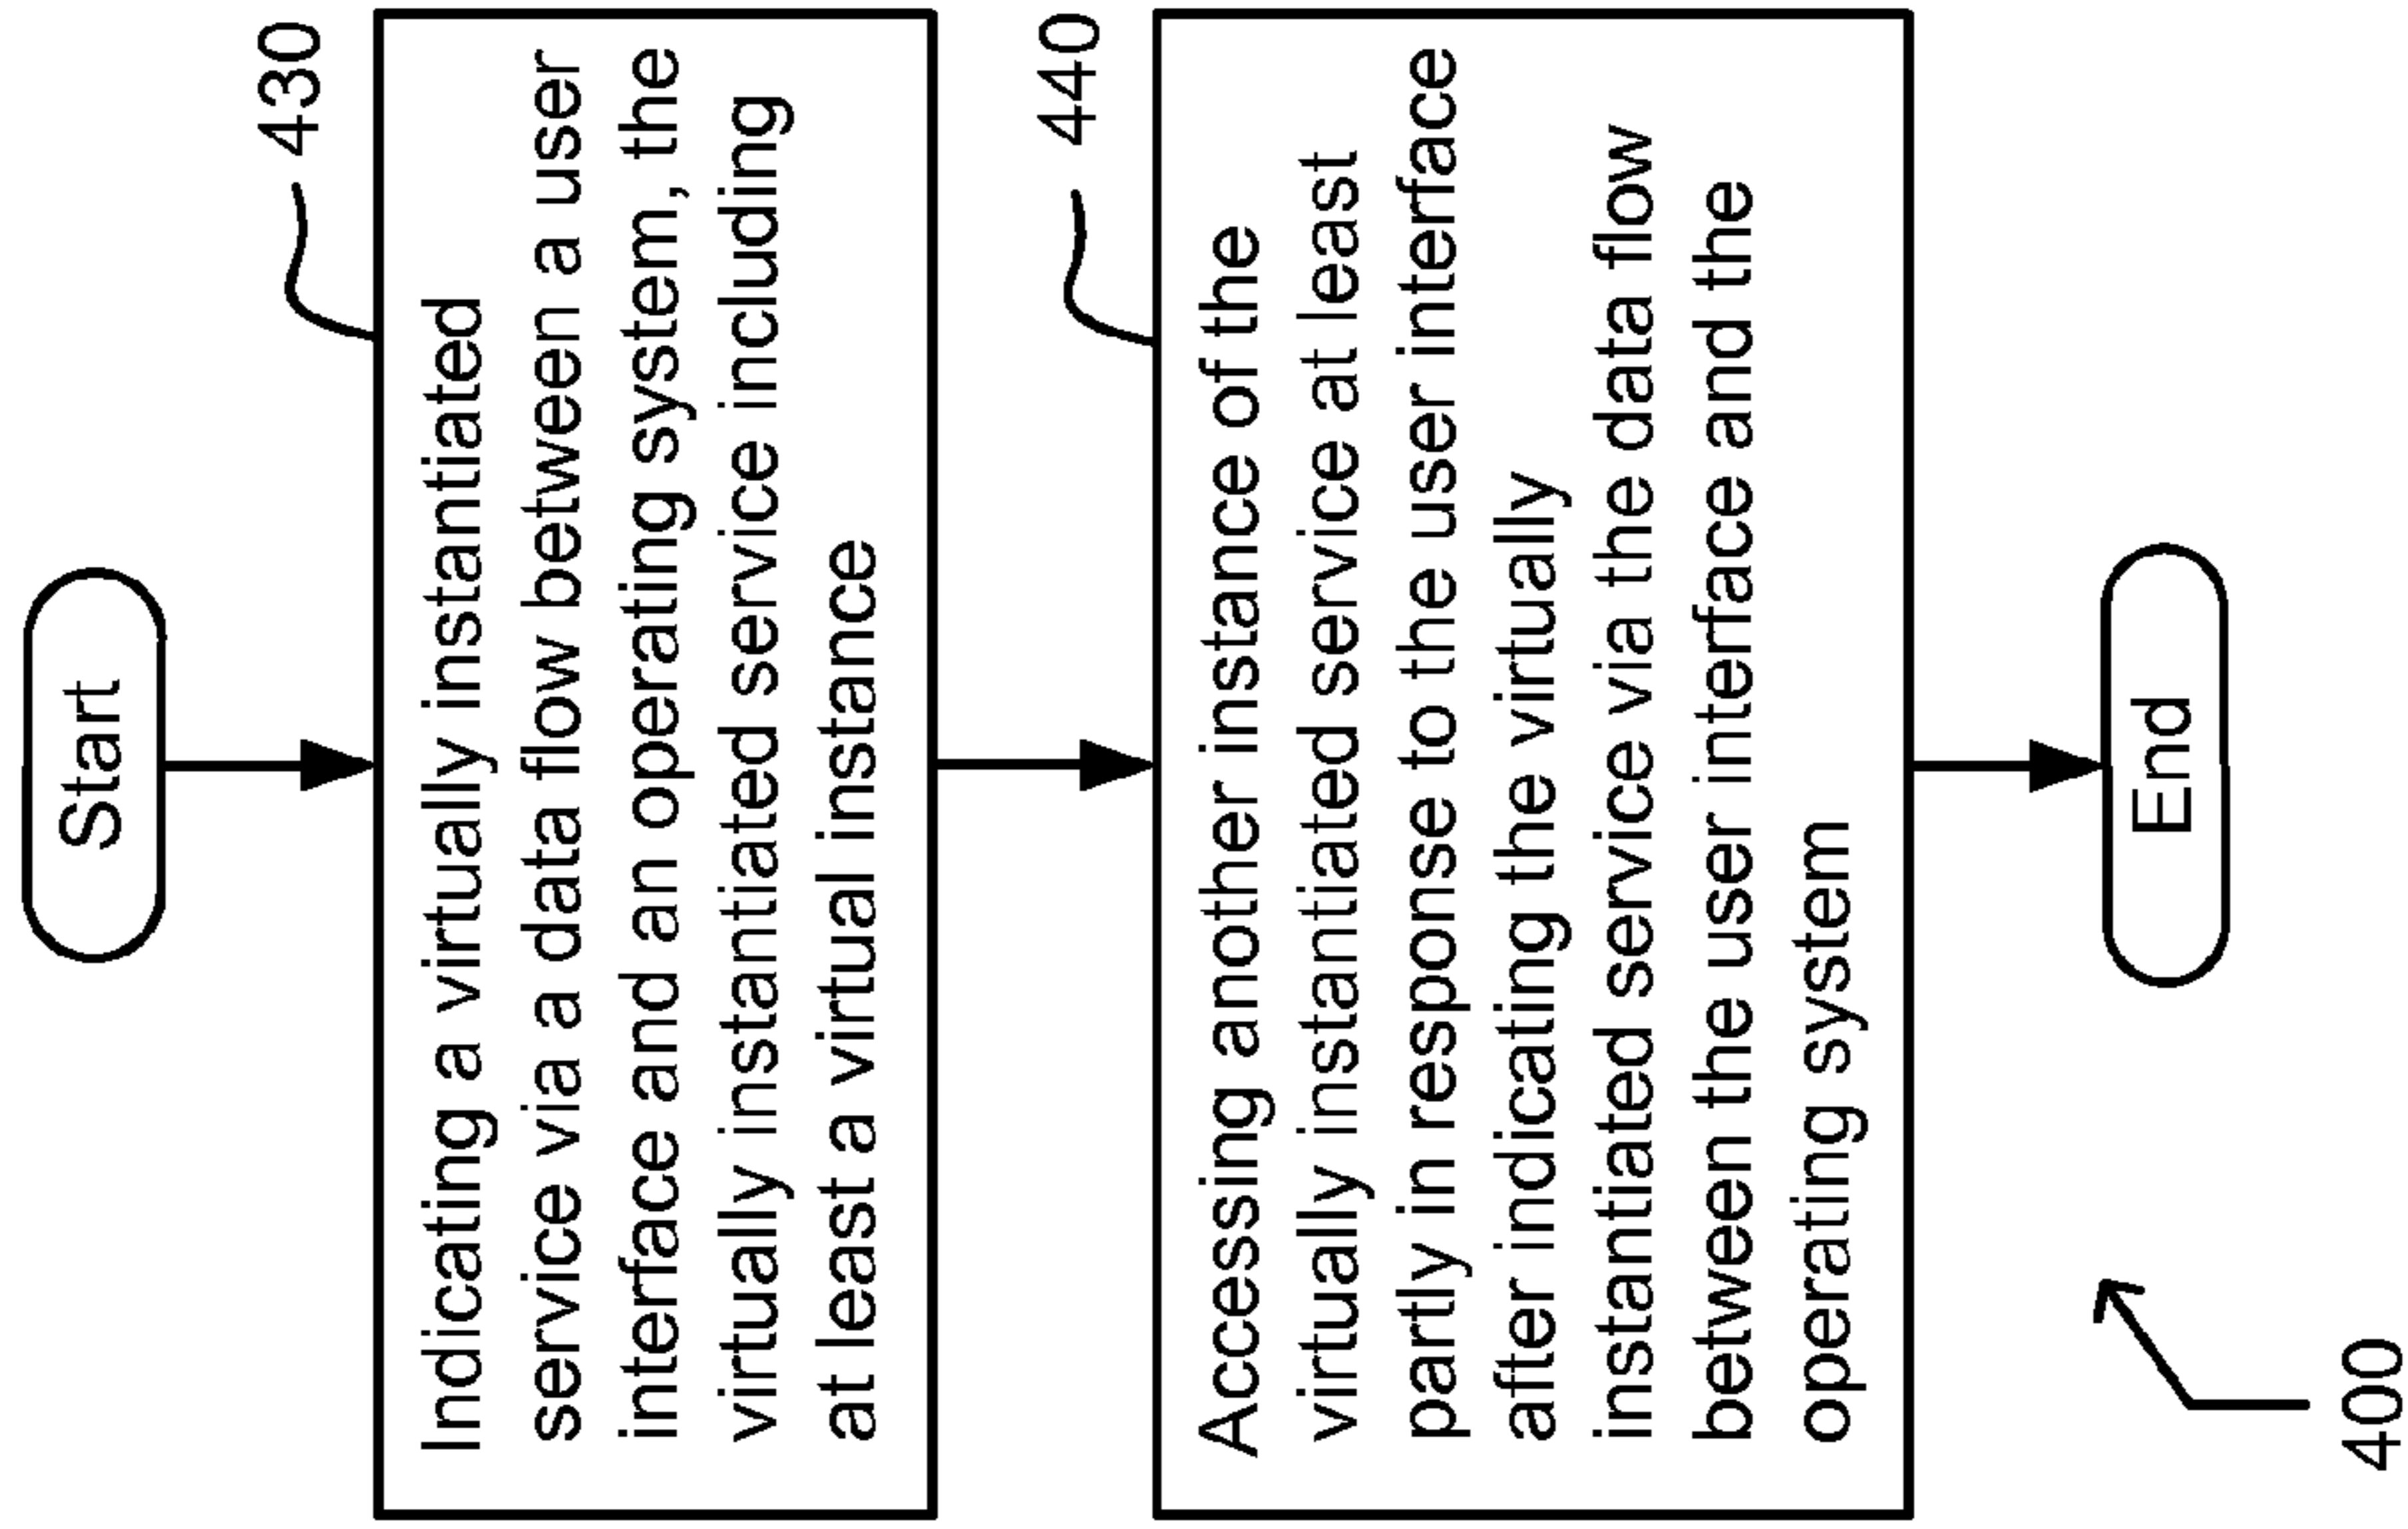 Start
430
Indicating a virtually instantiated
service via a data flow between a user
interface and an operating system, the
virtually instantiated service including
at least a virtual instance
440
Accessing another instance of the
virtually instantiated service at least
partly in response to the user interface
after indicating the virtually
instantiated service via the data flow
between the user interface and the
operating system
End
400